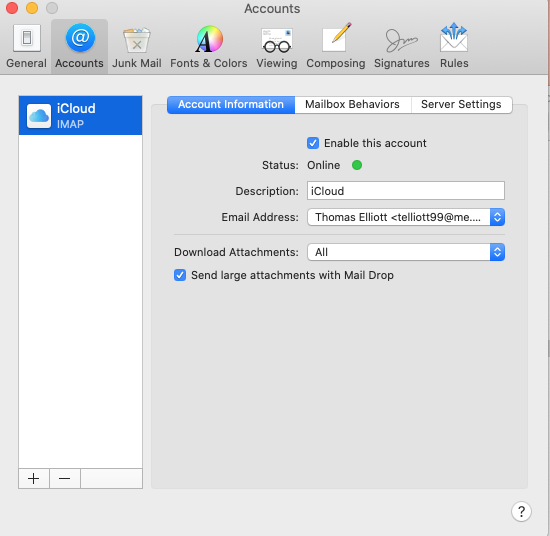 Accounts
General Accounts Junk Mail Fonts & Colors Viewing Composing Signatures Rules
iCloud
IMAP
Account Information Mailbox Behaviors Server Settings
Enable this account
Status: Online
Description: iCloud
Email Address: Thomas Elliott <telliott99@me....
Download Attachments: All
Send large attachments with Mail Drop
+ −
?